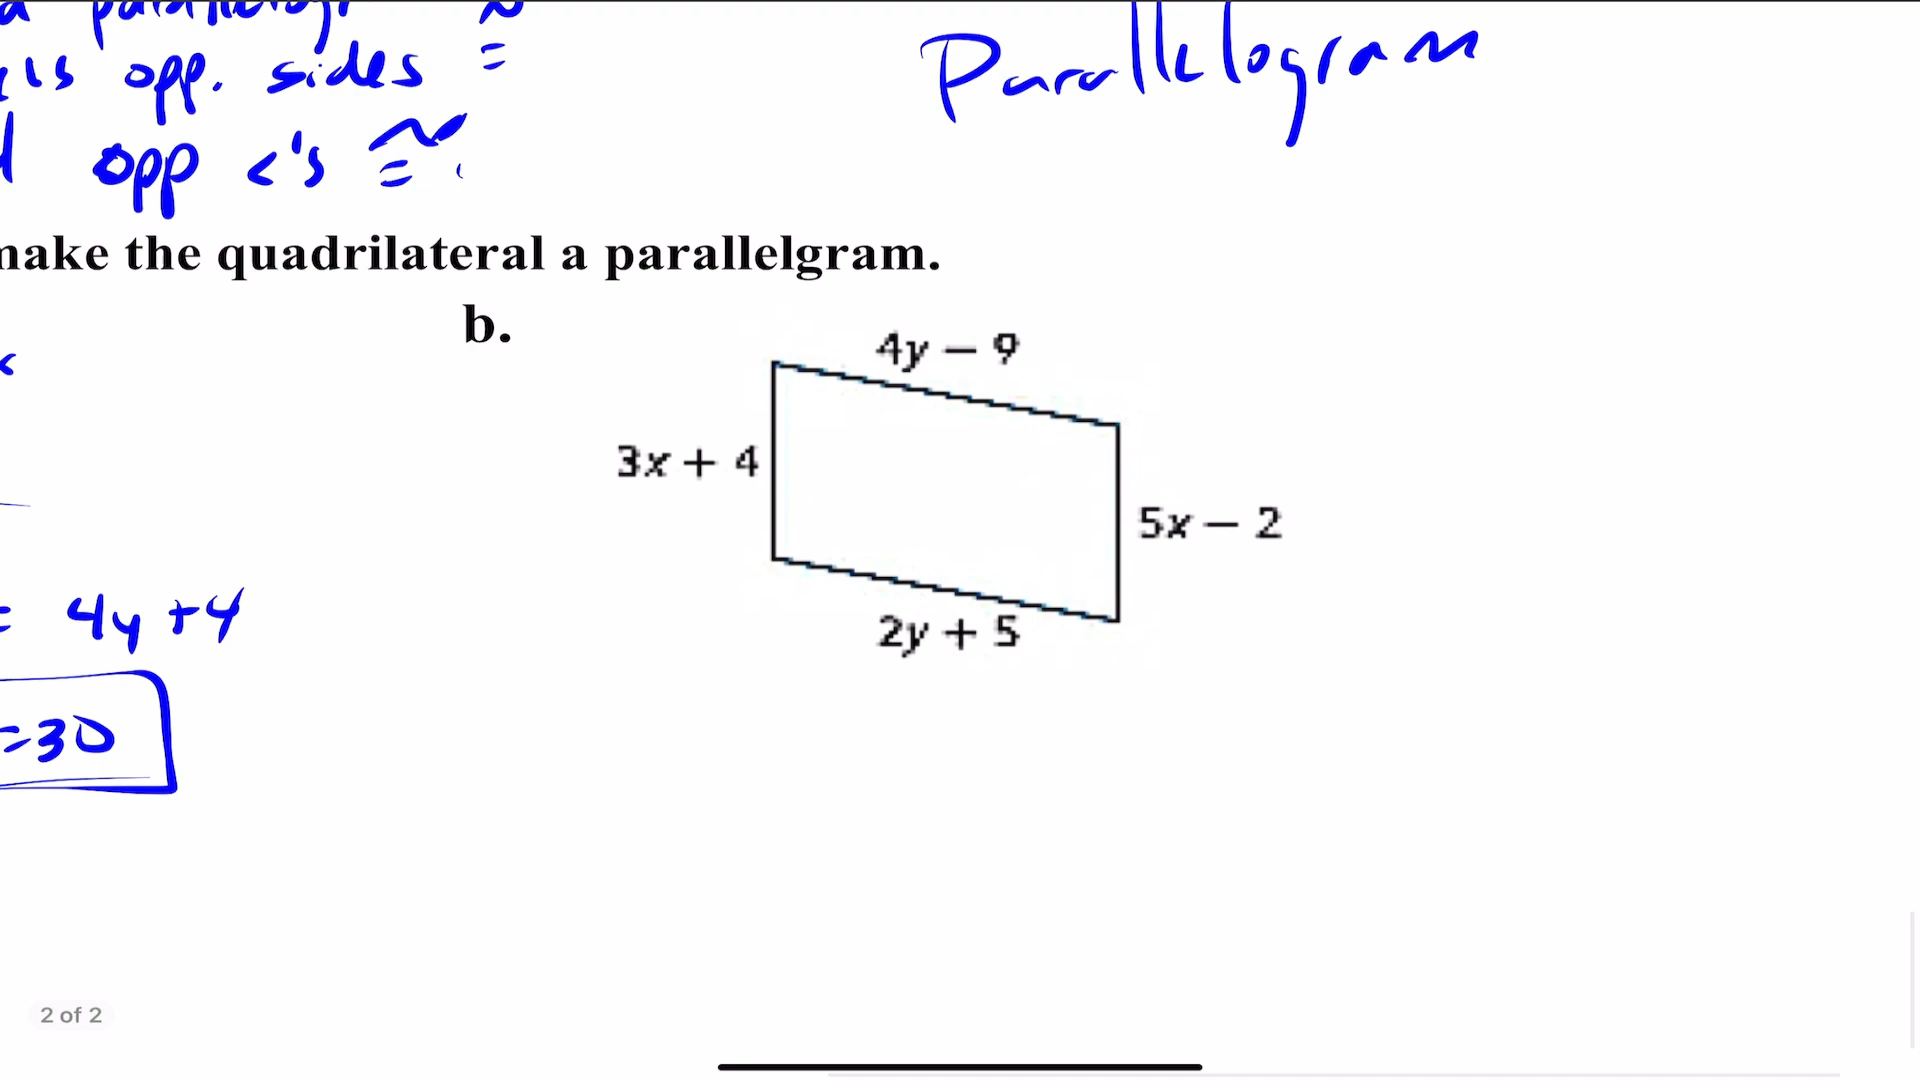 opp. sides ≅
Parallelogram
opp <'s ≅
make the quadrilateral a parallelgram.
b.
4y − 9
3x + 4
5x − 2
= 4y + 4
2y + 5
=30
2 of 2